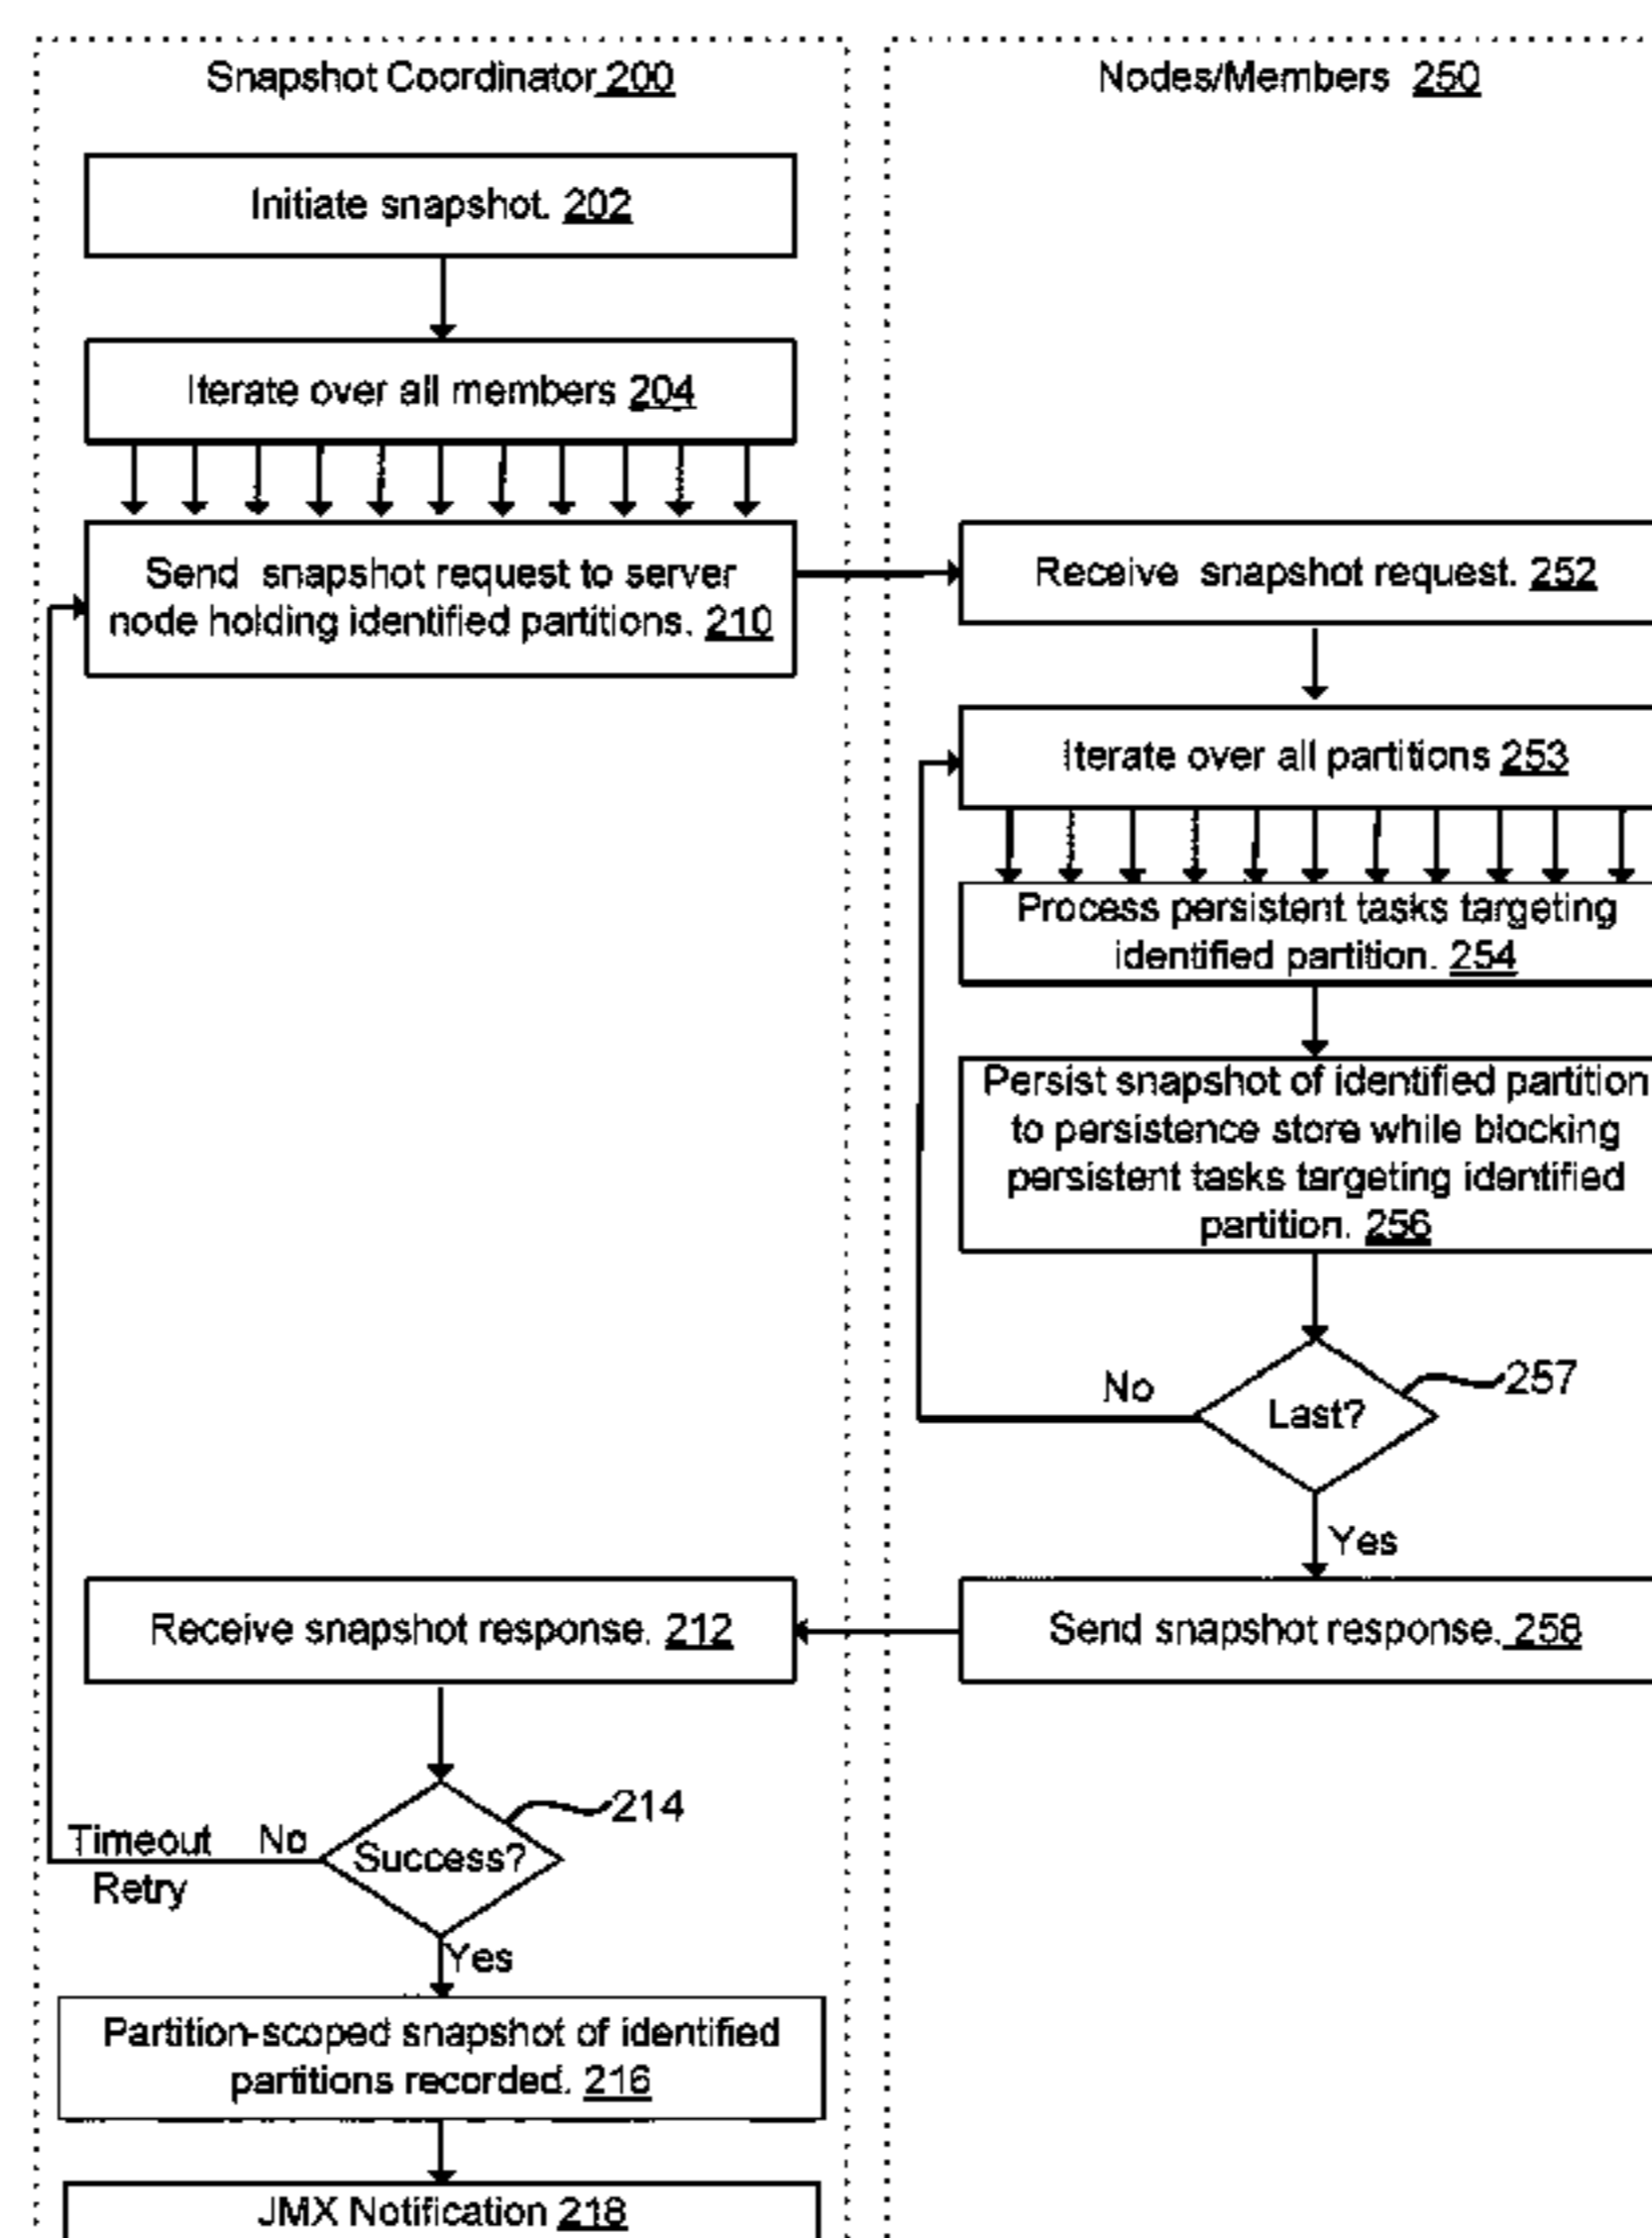 Snapshot Coordinator 200
Initiate snapshot. 202
Iterate over all members 204
Send snapshot request to server
node holding identified partitions. 210
Receive snapshot response. 212
214
Success?
Timeout No
Retry
Yes
Partition-scoped snapshot of identified
partitions recorded. 216
JMX Notification 218
Nodes/Members 250
Receive snapshot request. 252
Iterate over all partitions 253
Process persistent tasks targeting
identified partition. 254
Persist snapshot of identified partition
to persistence store while blocking
persistent tasks targeting identified
partition. 256
257
No
Last?
Yes
Send snapshot response. 258